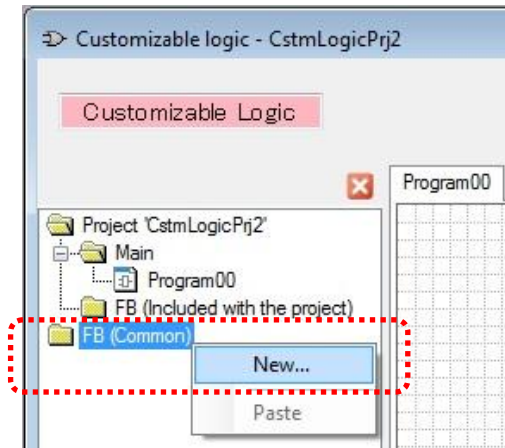 Customizable logic - CstmLogicPrj2
Customizable Logic
Program00
Project 'CstmLogicPrj2'
Main
Program00
FB (Included with the project)
FB (Common)
New...
Paste